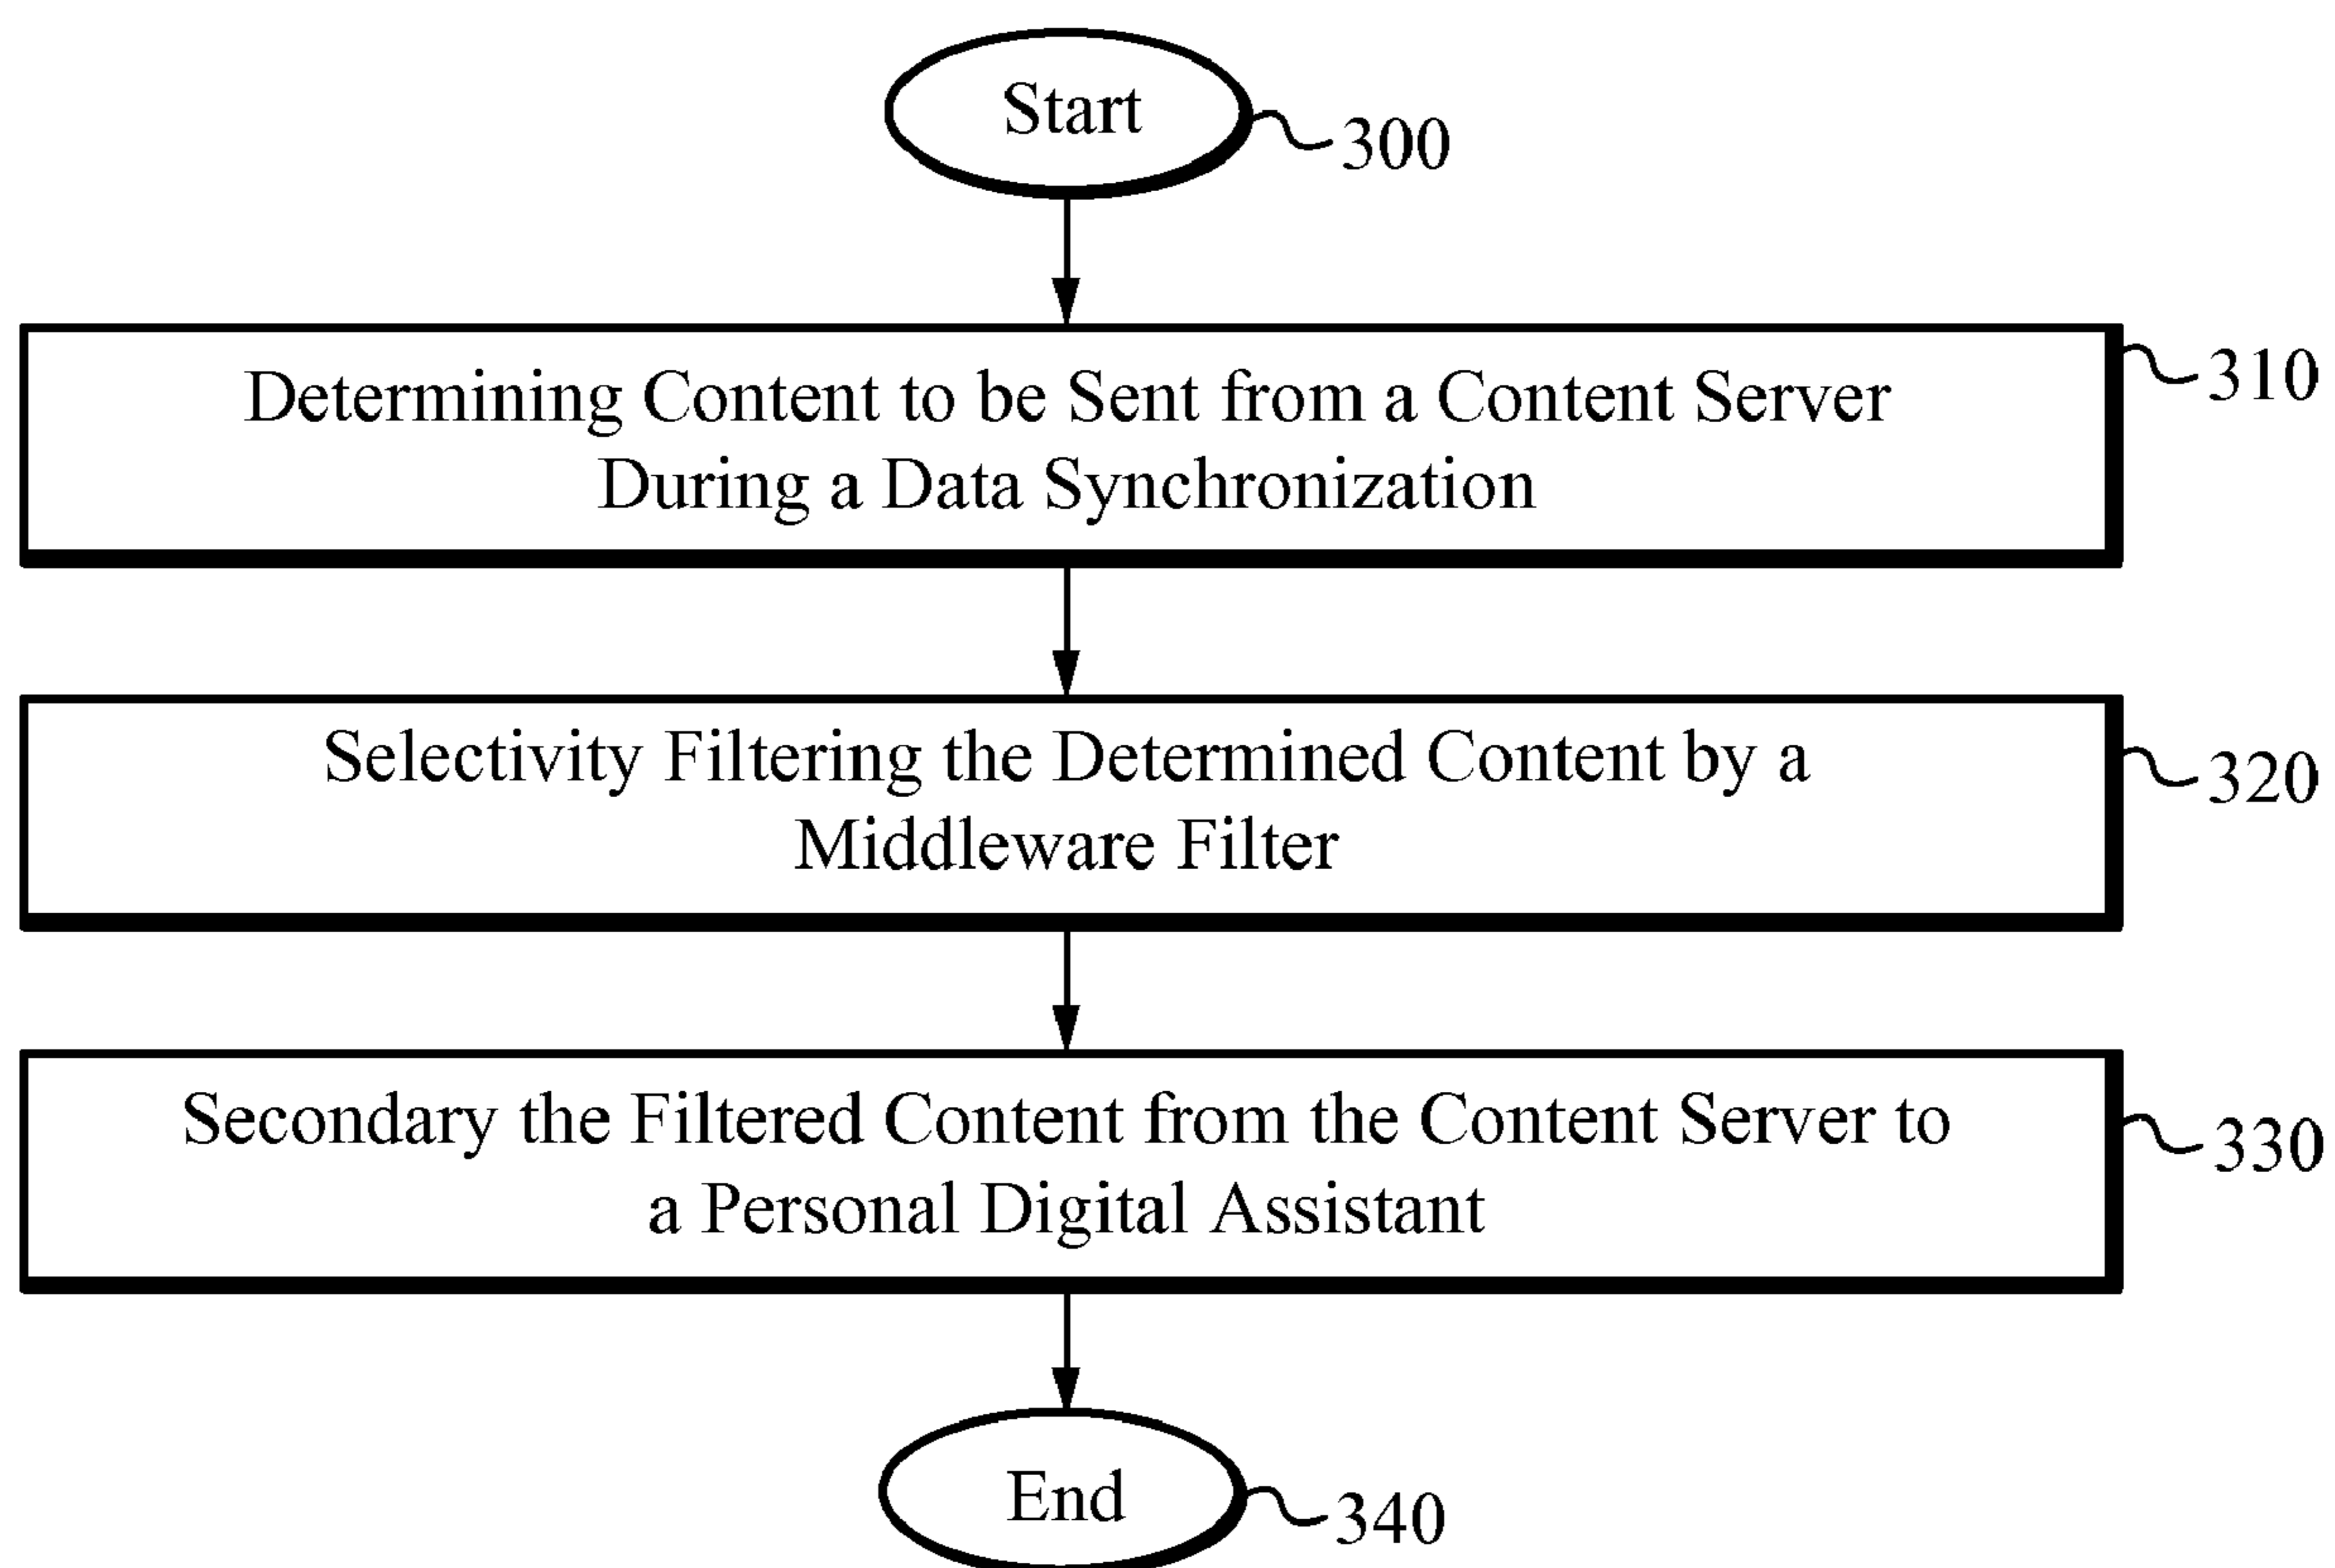 Start
300
Determining Content to be Sent from a Content Server
During a Data Synchronization
310
Selectivity Filtering the Determined Content by a
Middleware Filter
320
Secondary the Filtered Content from the Content Server to
a Personal Digital Assistant
330
End
340